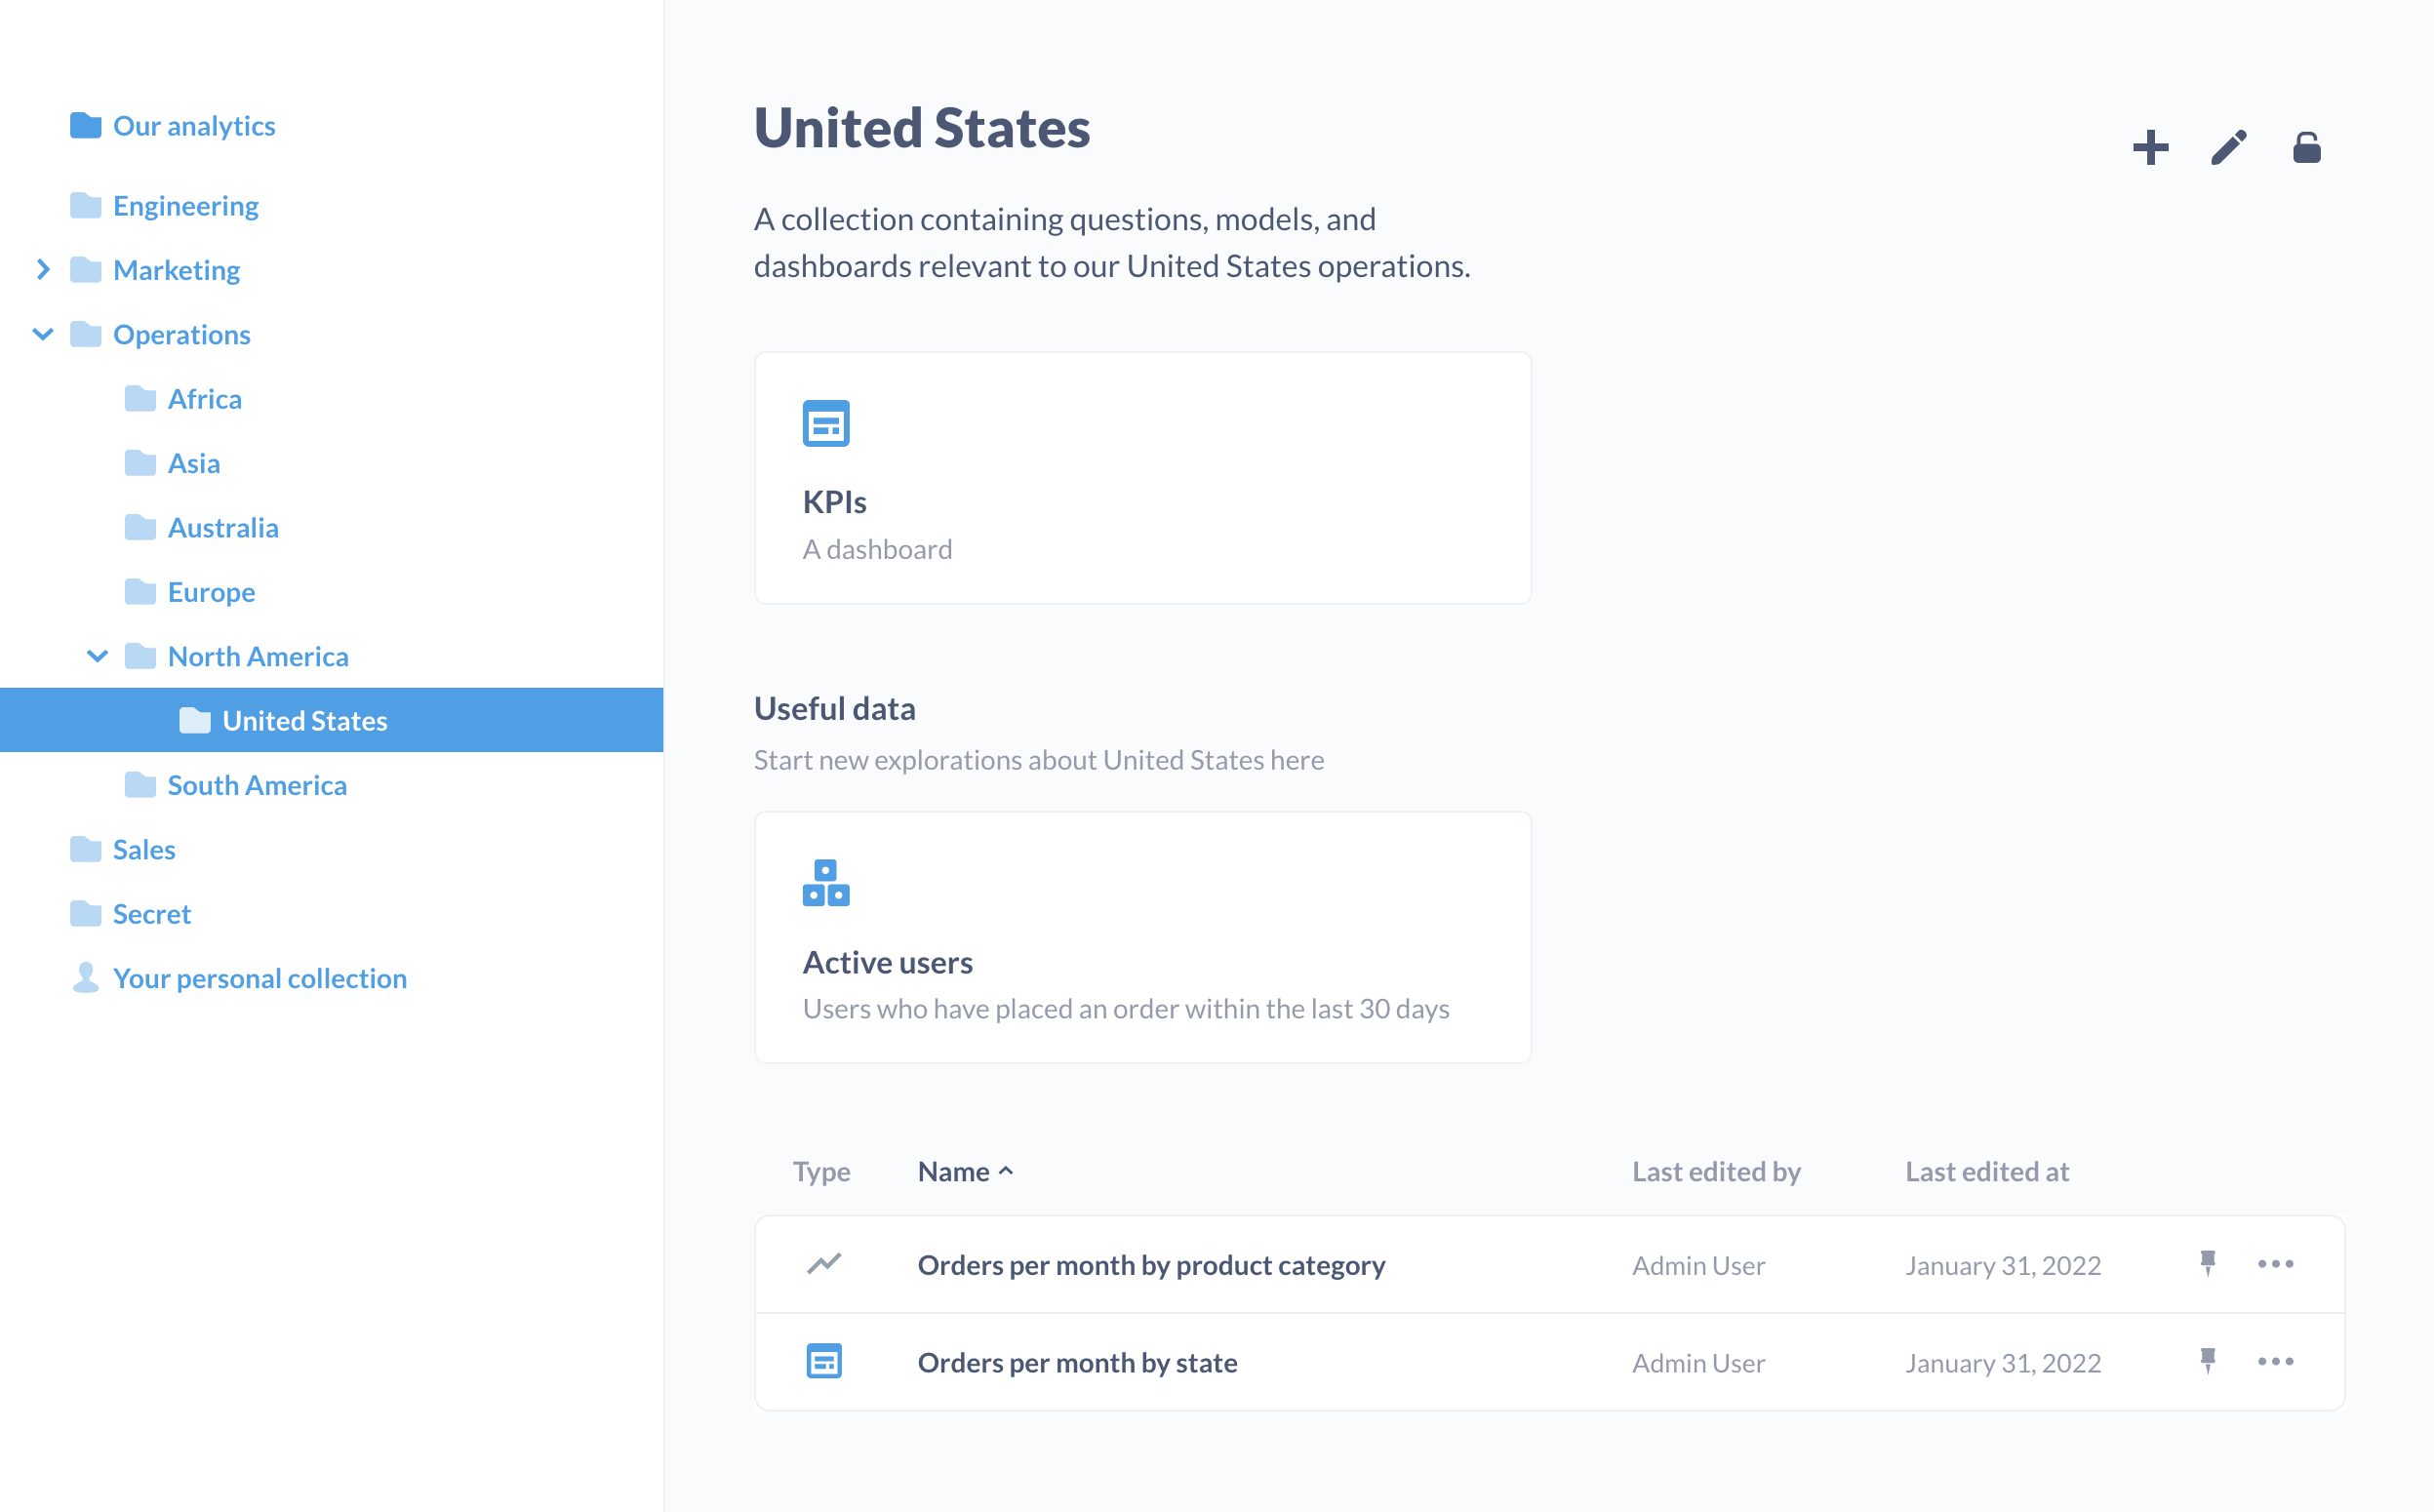 Our analytics
Engineering
Marketing
Operations
Africa
Asia
Australia
Europe
North America
United States
South America
Sales
Secret
Your personal collection
United States
A collection containing questions, models, and
dashboards relevant to our United States operations.
KPIs
A dashboard
Useful data
Start new explorations about United States here
Active users
Users who have placed an order within the last 30 days
Type Name Last edited by Last edited at
Orders per month by product category Admin User January 31, 2022
Orders per month by state Admin User January 31, 2022